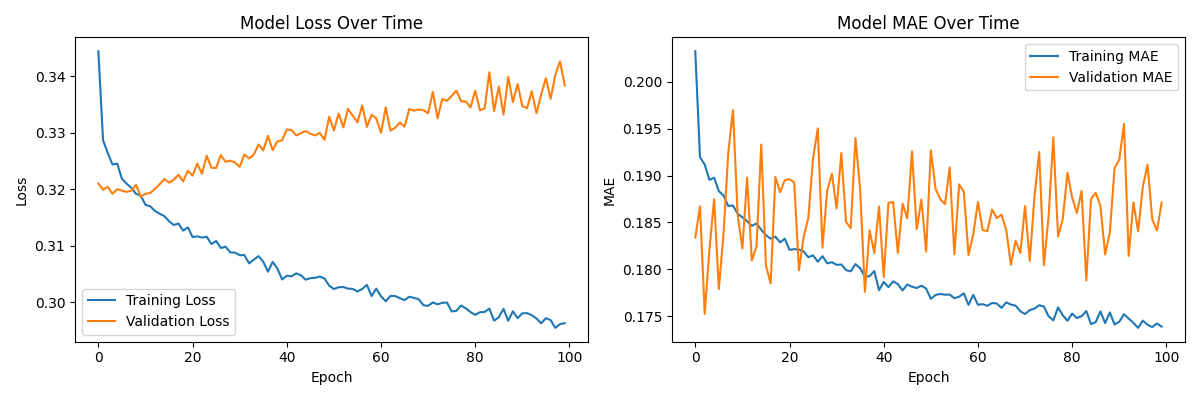 Model Loss Over Time
Loss
0.34
0.33
0.32
0.31
0.30
Training Loss
Validation Loss
0 20 40 60 80 100
Epoch
Model MAE Over Time
MAE
0.200
0.195
0.190
0.185
0.180
0.175
Training MAE
Validation MAE
0 20 40 60 80 100
Epoch